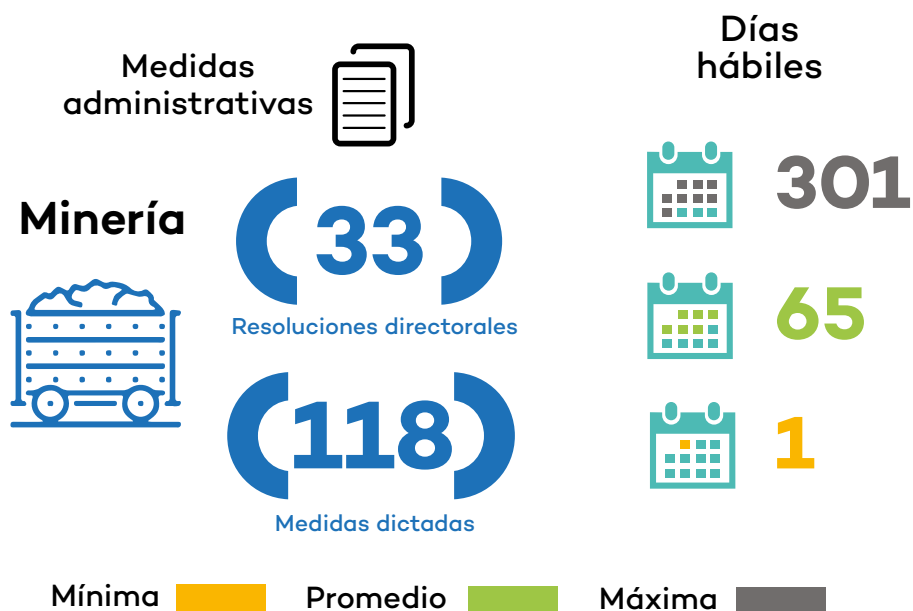 Medidas
administrativas
Días
hábiles
Minería
33
Resoluciones directorales
118
Medidas dictadas
301
65
1
Mínima
Promedio
Máxima